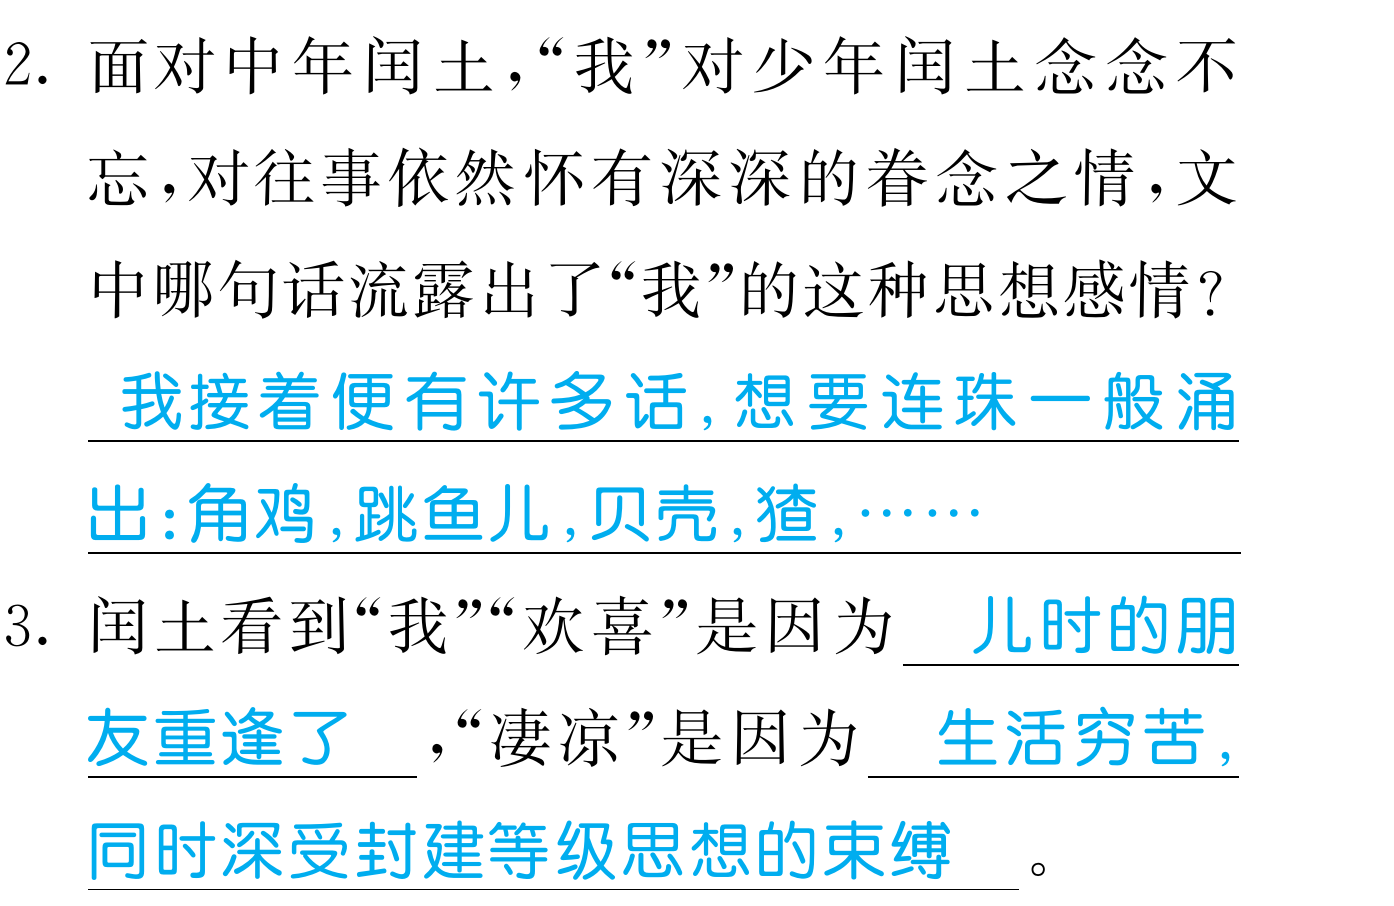 2. 面对中年闰土，“我”对少年闰土念念不
忘，对往事依然怀有深深的眷念之情，文
中哪句话流露出了“我”的这种思想感情?
我接着便有许多话，想要连珠一般涌
出：角鸡，跳鱼儿，贝壳，猹，……
3. 闰土看到“我”“欢喜”是因为 儿时的朋
友重逢了 ，“凄凉”是因为 生活穷苦，
同时深受封建等级思想的束缚 。